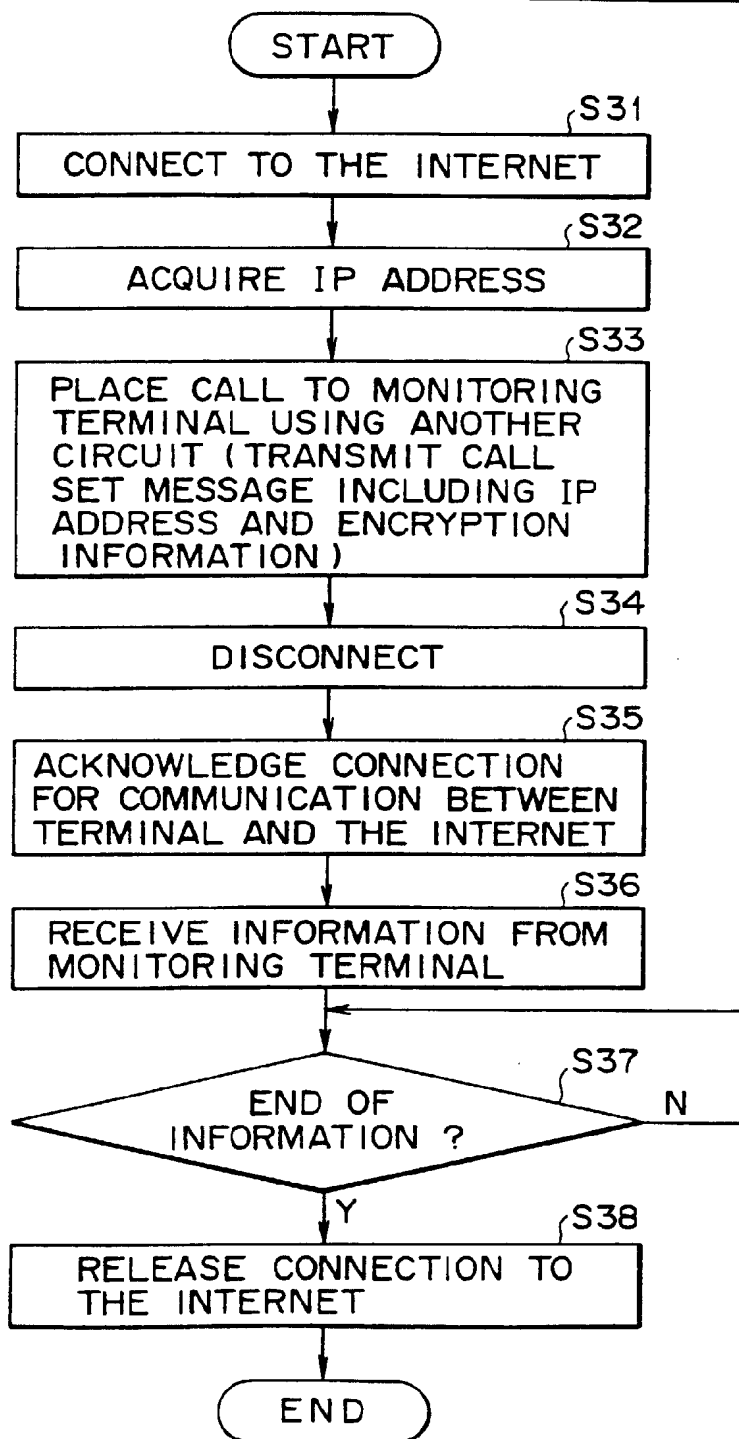 START
S31
CONNECT TO THE INTERNET
S32
ACQUIRE IP ADDRESS
S33
PLACE CALL TO MONITORING
TERMINAL USING ANOTHER
CIRCUIT (TRANSMIT CALL
SET MESSAGE INCLUDING IP
ADDRESS AND ENCRYPTION
INFORMATION)
S34
DISCONNECT
S35
ACKNOWLEDGE CONNECTION
FOR COMMUNICATION BETWEEN
TERMINAL AND THE INTERNET
S36
RECEIVE INFORMATION FROM
MONITORING TERMINAL
S37
END OF
INFORMATION ?
N
Y
S38
RELEASE CONNECTION TO
THE INTERNET
END